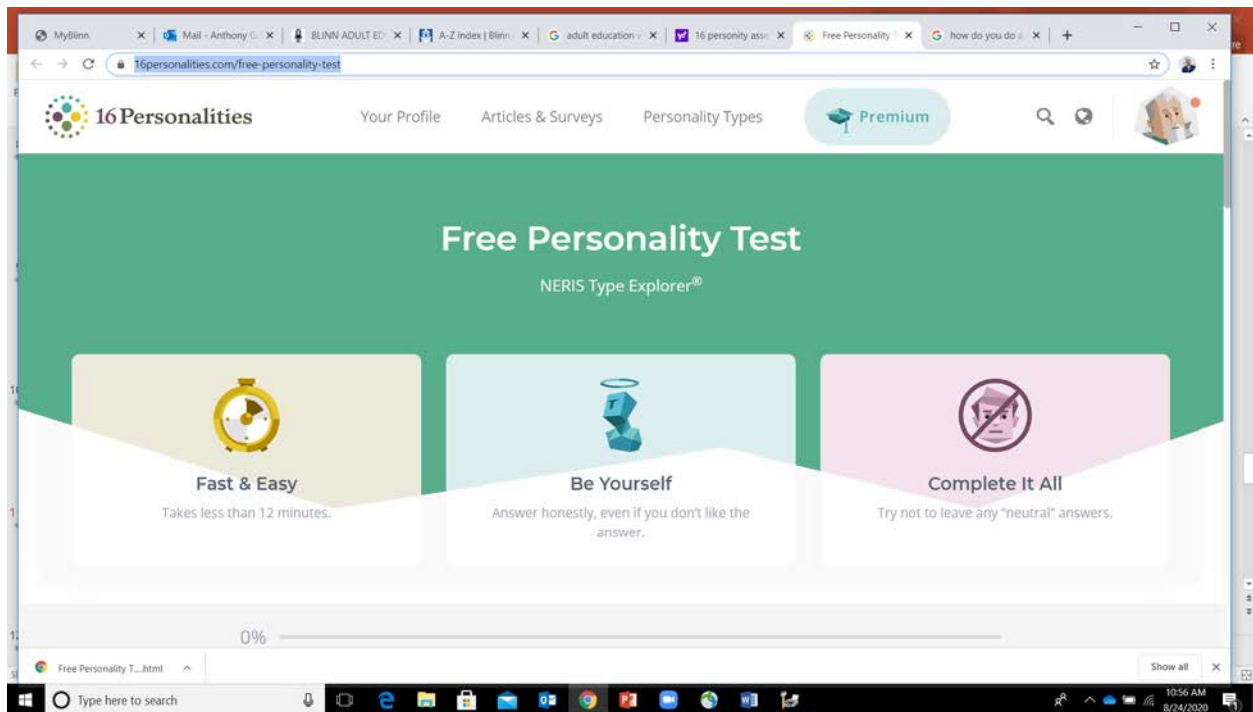 MyBlinn
Mail - Anthony G
BLINN ADULT ED
A-Z Index | Blinn
adult education
16 personity ass
Free Personality
how do you do
16personalities.com/free-personality-test
16Personalities
Your Profile
Articles & Surveys
Personality Types
Premium
Free Personality Test
NERIS Type Explorer®
Fast & Easy
Takes less than 12 minutes.
Be Yourself
Answer honestly, even if you don't like the
answer.
Complete It All
Try not to leave any "neutral" answers.
0%
Free Personality T....html
Show all
Type here to search
10:56 AM
8/24/2020